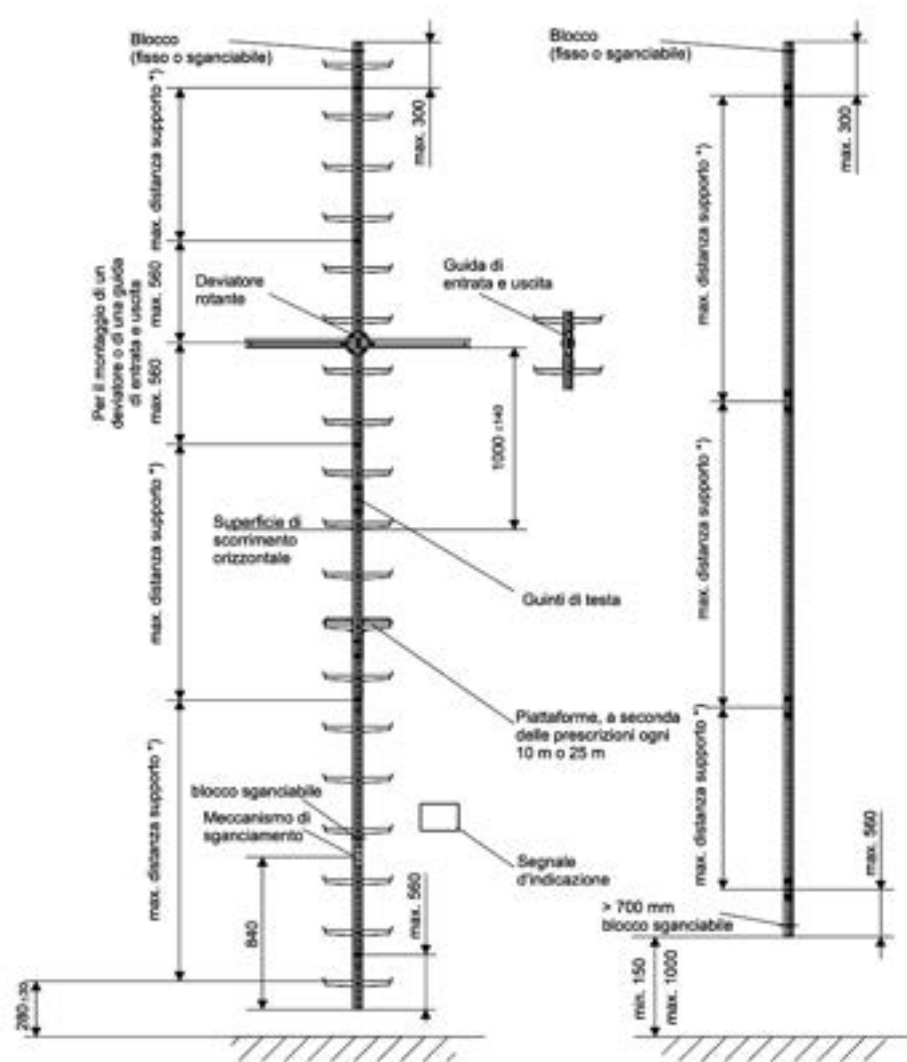 Blocco
(fisso o sganciabile)
max. 300
max. distanza supporto *)
max. 560
Per il montaggio di un
deviatore o di una guida
di entrata e uscita
max. 560
Deviatore
rotante
Guida di
entrata e uscita
1000 ±140
max. distanza supporto *)
Superficie di
scorrimento
orizzontale
Guinti di testa
Piattaforme, a seconda
delle prescrizioni ogni
10 m o 25 m
max. distanza supporto *)
blocco sganciabile
Meccanismo di
sganciamento
Segnale
d'indicazione
840
max. 560
280 ±30
Blocco
(fisso o sganciabile)
max. 300
max. distanza supporto *)
max. distanza supporto *)
max. distanza supporto *)
max. 560
> 700 mm
blocco sganciabile
min. 150
max. 1000